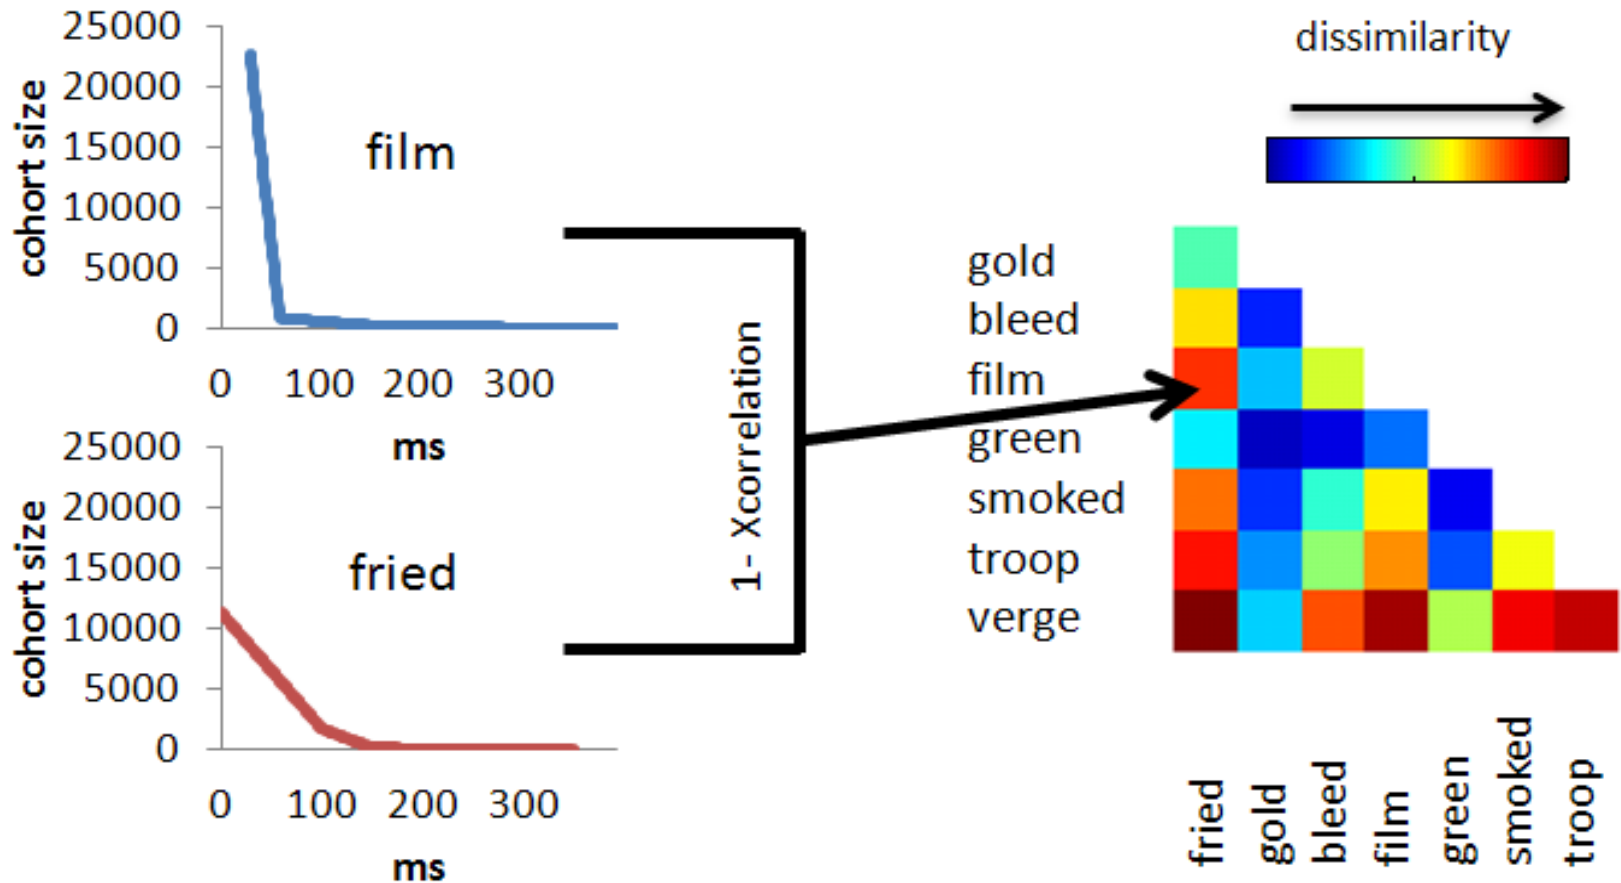 25000
20000
15000
10000
5000
0
cohort size
film
0 100 200 300
ms
25000
20000
15000
10000
5000
0
cohort size
fried
0 100 200 300
ms
1- Xcorrelation
dissimilarity
gold
bleed
film
green
smoked
troop
verge
fried
gold
bleed
film
green
smoked
troop